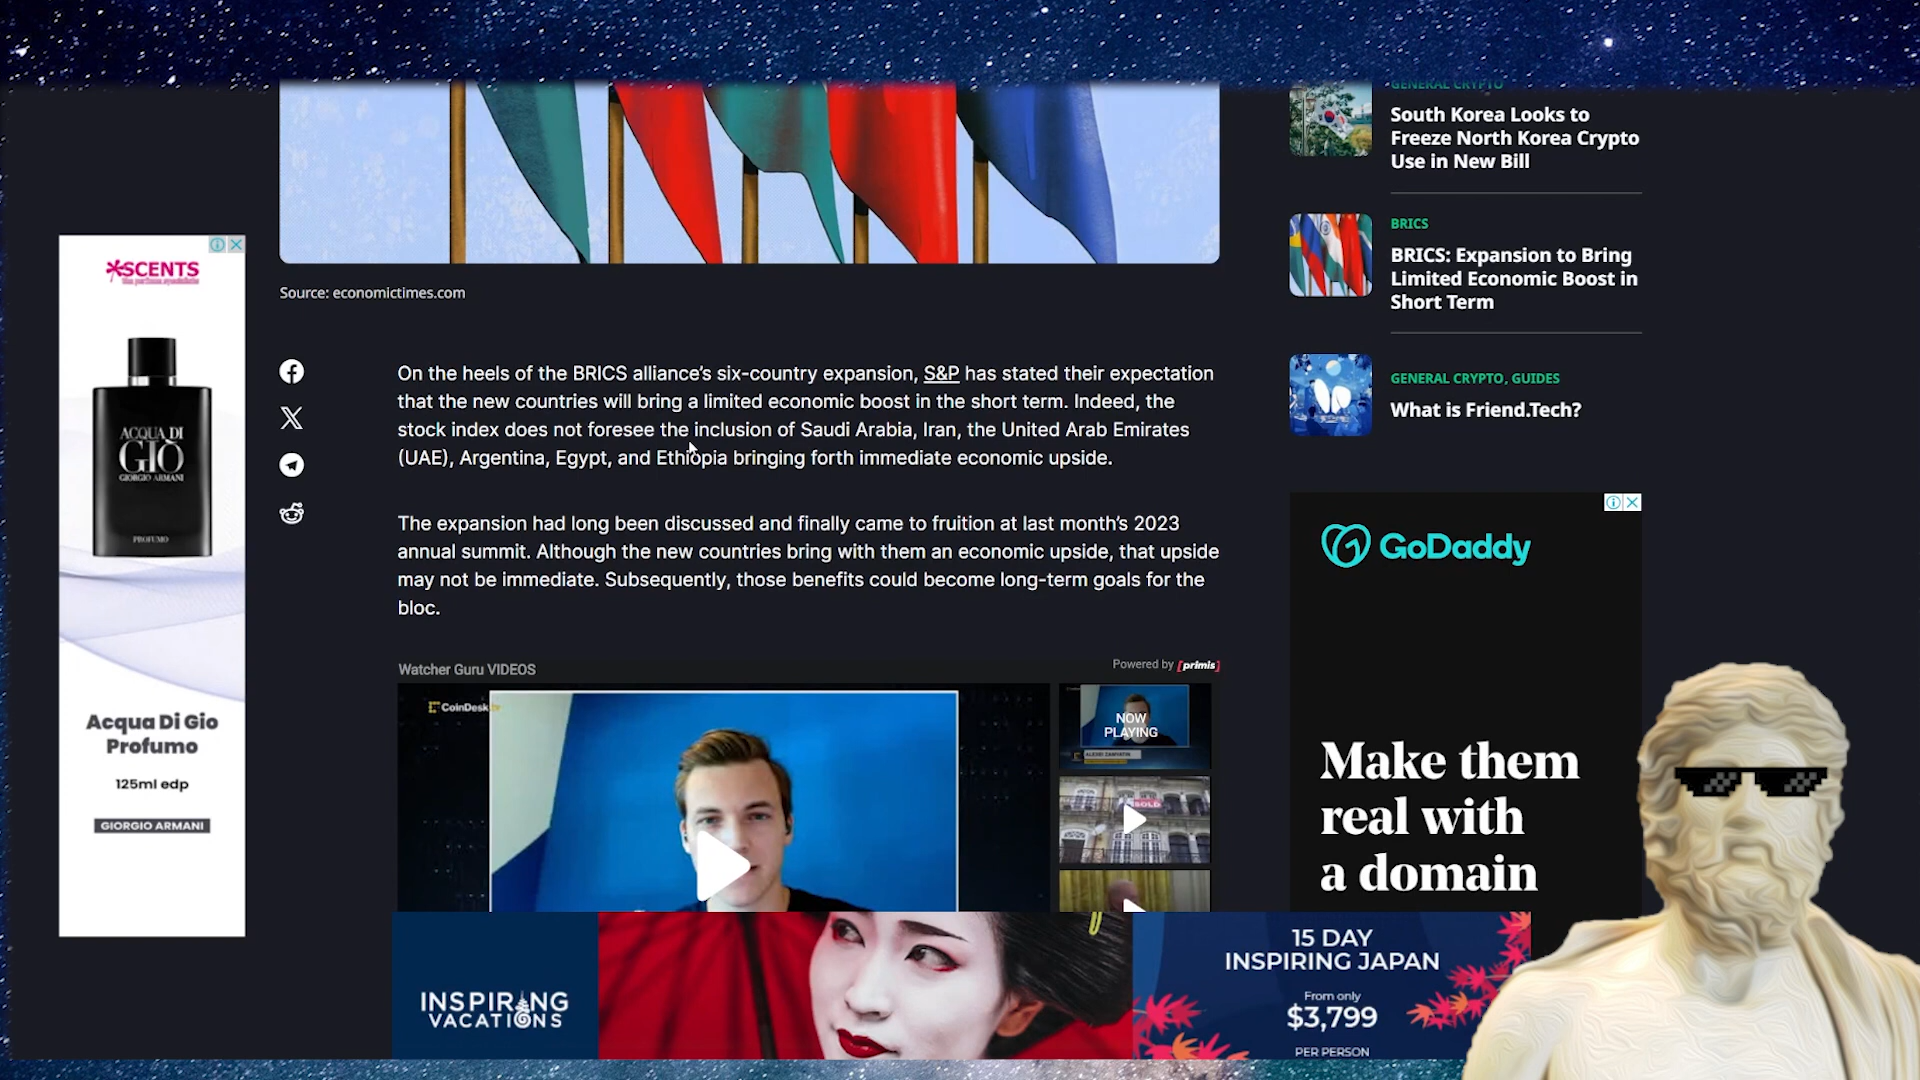 GENERAL CRYPTO
South Korea Looks to
Freeze North Korea Crypto
Use in New Bill
BRICS
BRICS: Expansion to Bring
Limited Economic Boost in
Short Term
GENERAL CRYPTO, GUIDES
What is Friend.Tech?
Source: economictimes.com
On the heels of the BRICS alliance’s six-country expansion, S&P has stated their expectation
that the new countries will bring a limited economic boost in the short term. Indeed, the
stock index does not foresee the inclusion of Saudi Arabia, Iran, the United Arab Emirates
(UAE), Argentina, Egypt, and Ethiopia bringing forth immediate economic upside.
The expansion had long been discussed and finally came to fruition at last month’s 2023
annual summit. Although the new countries bring with them an economic upside, that upside
may not be immediate. Subsequently, those benefits could become long-term goals for the
bloc.
Watcher Guru VIDEOS
Powered by [primis]
CoinDesk tv
NOW
PLAYING
SOLD
SCENTS
ACQUA DI
GIÒ
GIORGIO ARMANI
PROFUMO
Acqua Di Gio
Profumo
125ml edp
GIORGIO ARMANI
GoDaddy
Make them
real with
a domain
INSPIRING
VACATIONS
15 DAY
INSPIRING JAPAN
From only
$3,799
PER PERSON